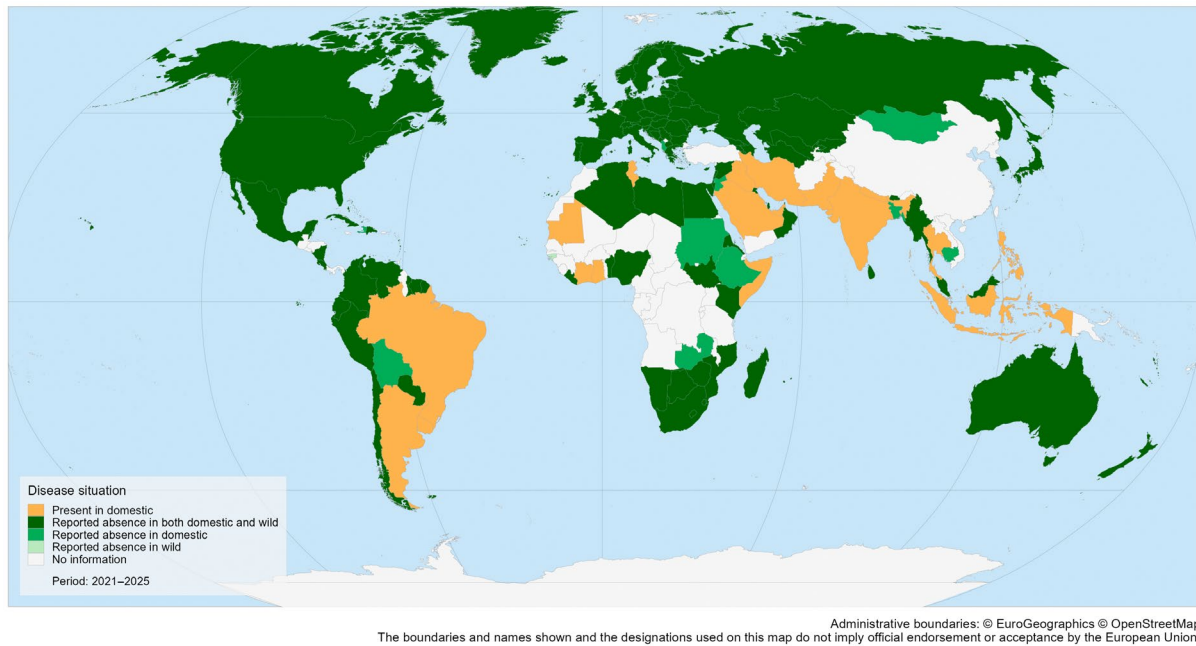 Disease situation
Present in domestic
Reported absence in both domestic and wild
Reported absence in domestic
Reported absence in wild
No information
Period: 2021–2025
Administrative boundaries: © EuroGeographics © OpenStreetMap
The boundaries and names shown and the designations used on this map do not imply official endorsement or acceptance by the European Union